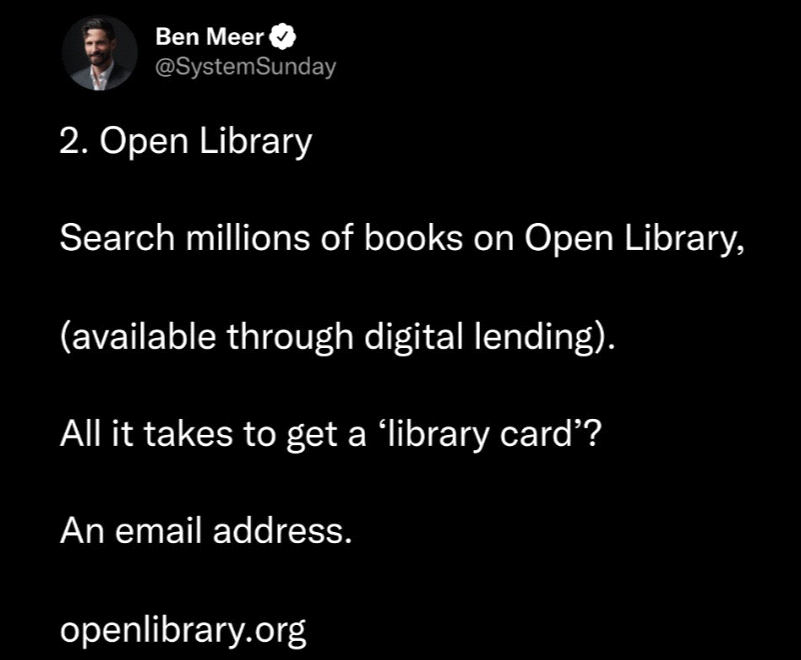 Ben Meer
@SystemSunday
2. Open Library
Search millions of books on Open Library,
(available through digital lending).
All it takes to get a ‘library card’?
An email address.
openlibrary.org